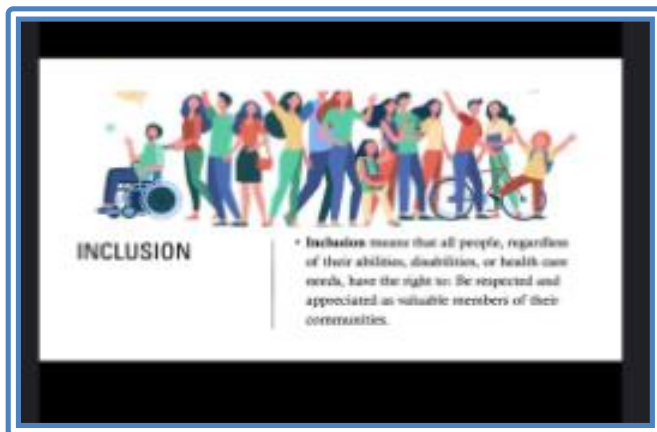 INCLUSION
• Inclusion means that all people, regardless
of their abilities, disabilities, or health care
needs, have the right to: Be respected and
appreciated as valuable members of their
communities.